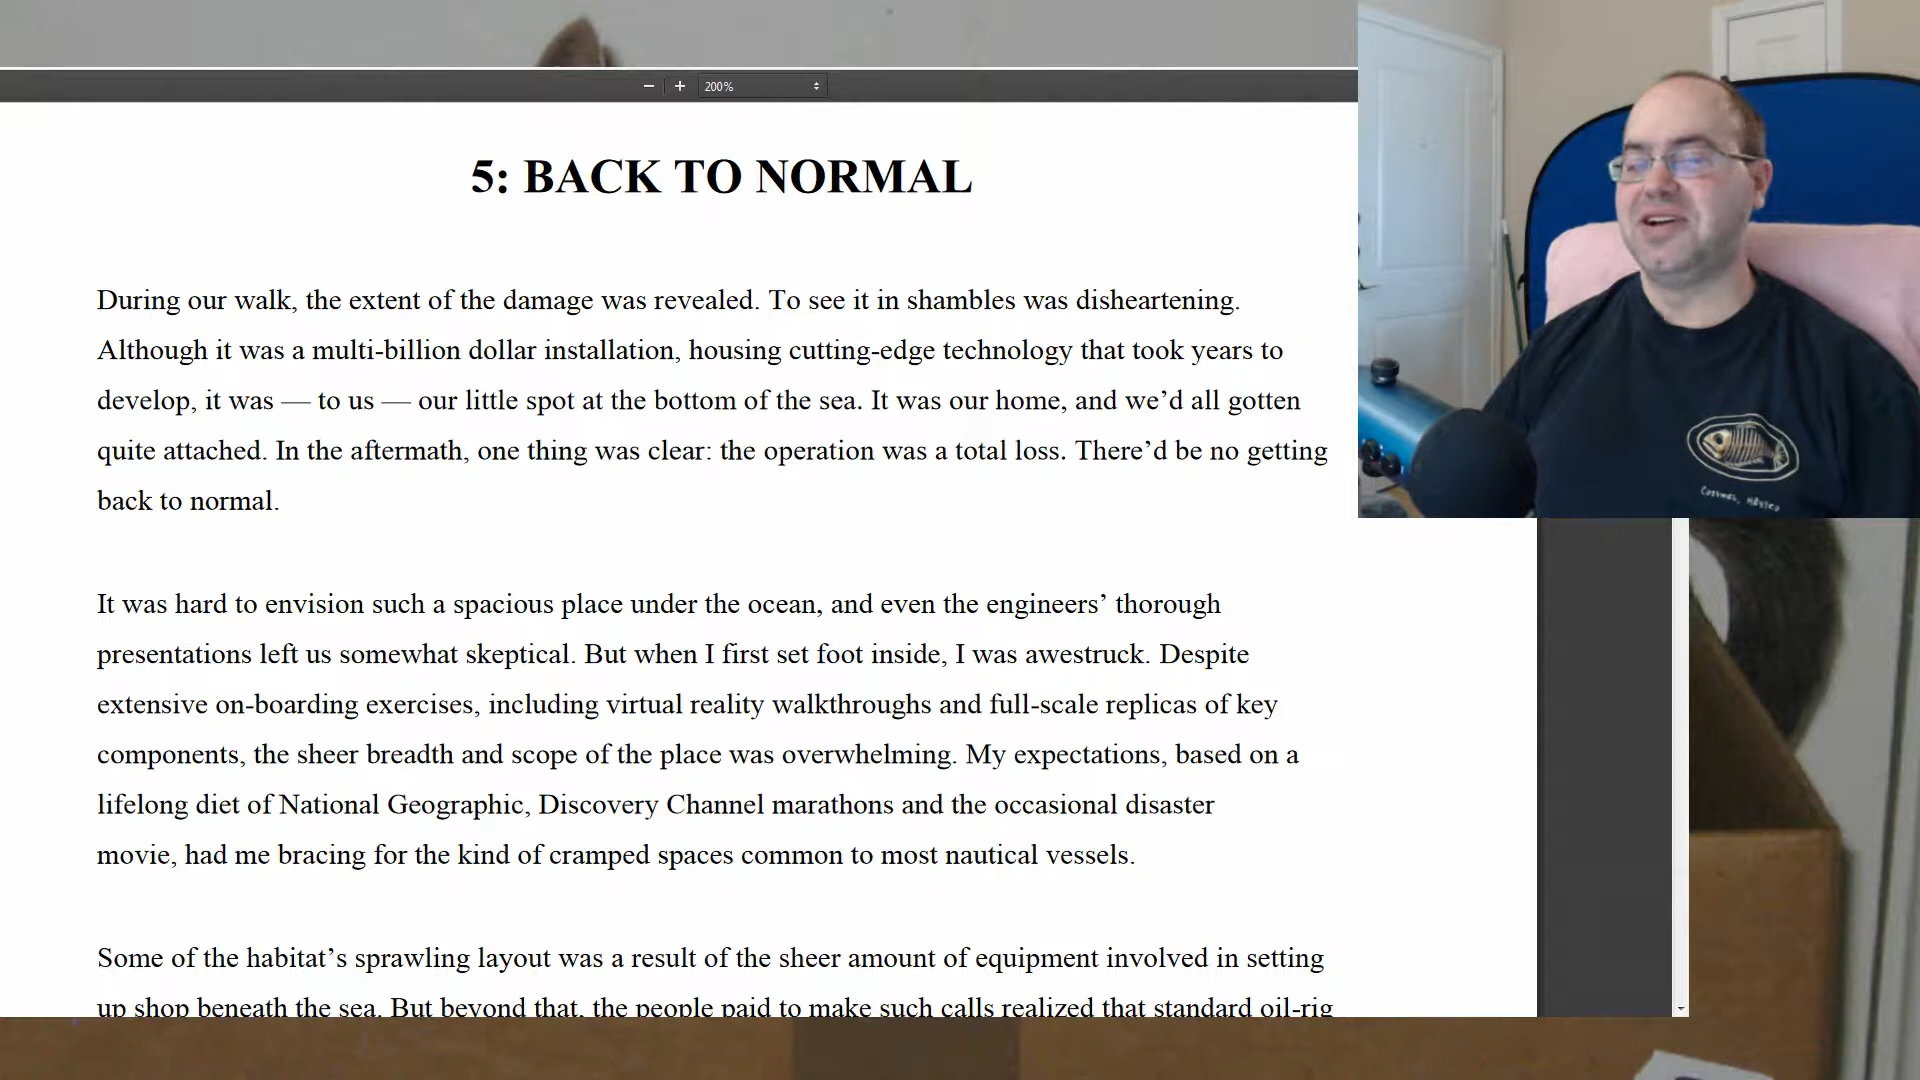 200%
5: BACK TO NORMAL
During our walk, the extent of the damage was revealed. To see it in shambles was disheartening.
Although it was a multi-billion dollar installation, housing cutting-edge technology that took years to
develop, it was — to us — our little spot at the bottom of the sea. It was our home, and we’d all gotten
quite attached. In the aftermath, one thing was clear: the operation was a total loss. There’d be no getting
back to normal.
It was hard to envision such a spacious place under the ocean, and even the engineers’ thorough
presentations left us somewhat skeptical. But when I first set foot inside, I was awestruck. Despite
extensive on-boarding exercises, including virtual reality walkthroughs and full-scale replicas of key
components, the sheer breadth and scope of the place was overwhelming. My expectations, based on a
lifelong diet of National Geographic, Discovery Channel marathons and the occasional disaster
movie, had me bracing for the kind of cramped spaces common to most nautical vessels.
Some of the habitat’s sprawling layout was a result of the sheer amount of equipment involved in setting
up shop beneath the sea. But beyond that, the people paid to make such calls realized that standard oil-rig
COZUMEL, MÉXICO